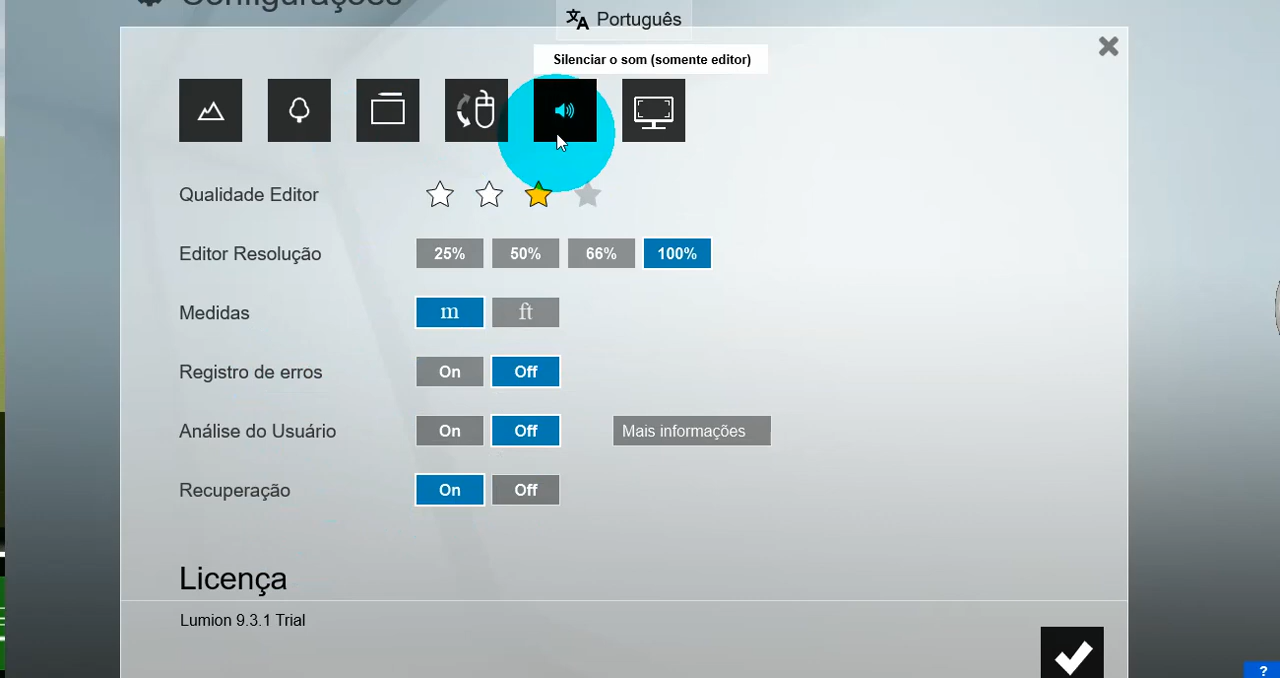 Configurações
Português
Silenciar o som (somente editor)
Qualidade Editor
Editor Resolução 25% 50% 66% 100%
Medidas m ft
Registro de erros On Off
Análise do Usuário On Off Mais informações
Recuperação On Off
Licença
Lumion 9.3.1 Trial
?